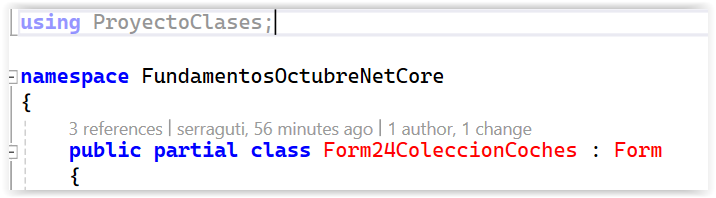 using ProyectoClases;
namespace FundamentosOctubreNetCore
{
3 references | serraguti, 56 minutes ago | 1 author, 1 change
public partial class Form24ColeccionCoches : Form
{